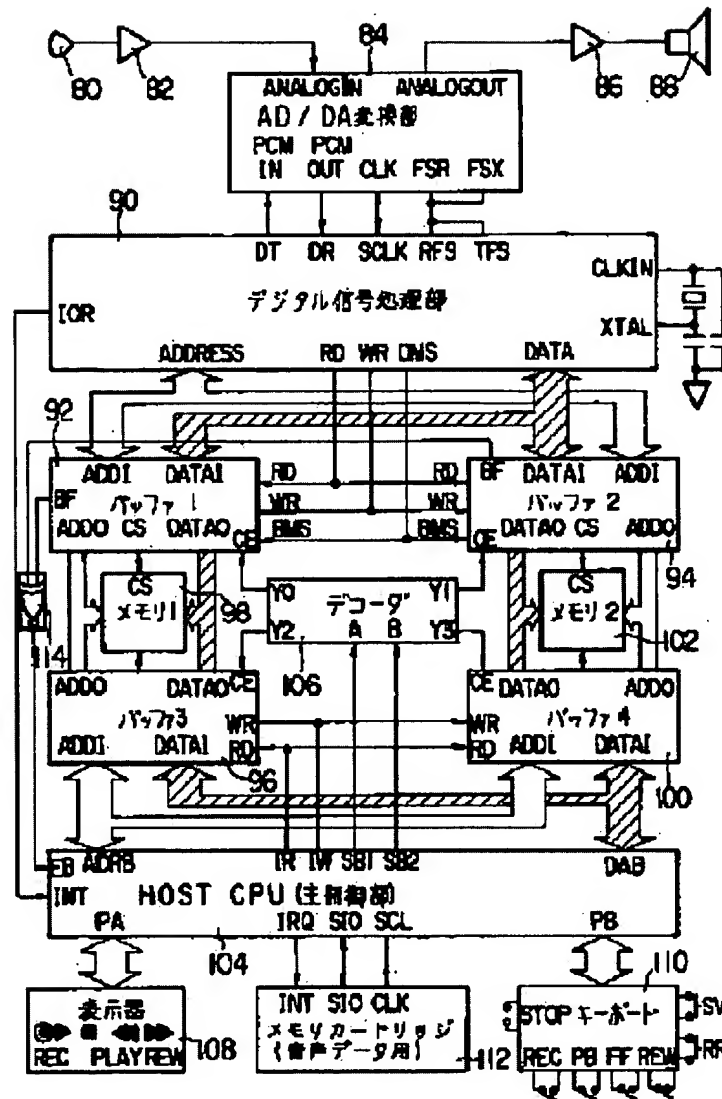 84
80 82 86 88
ANALOGIN ANALOGOUT
AD/DA変換部
PCM PCM
IN OUT CLK FSR FSX
90
DT DR SCLK RFS TFS
CLKIN
デジタル信号処理部
IOR
XTAL
ADDRESS RD WR DMS DATA
92
ADDI DATAI RD RD BF DATAI ADDI
BF バッファ1 WR WR バッファ2
ADDO CS DATAO BMS BMS DATAO CS ADDO
CE CE
94
98 CS
メモリ1 Y0 デコーダ Y1 メモリ2
Y2 A B Y3
114 102
106
ADDO DATAO CE CE DATAO ADDO
バッファ3 WR WR バッファ4
ADDI DATAI RD RD ADDI DATAI
96 100
EB ADRB IR IW SB1 SB2 DAB
INT HOST CPU (主制御部)
PA IRQ SIO SCL PB
104 110
表示器 INT SIO CLK STOP キーボード SV
メモリカートリッジ RR
REC PLAY REW (音声データ用) REC PB FF REW
108 112